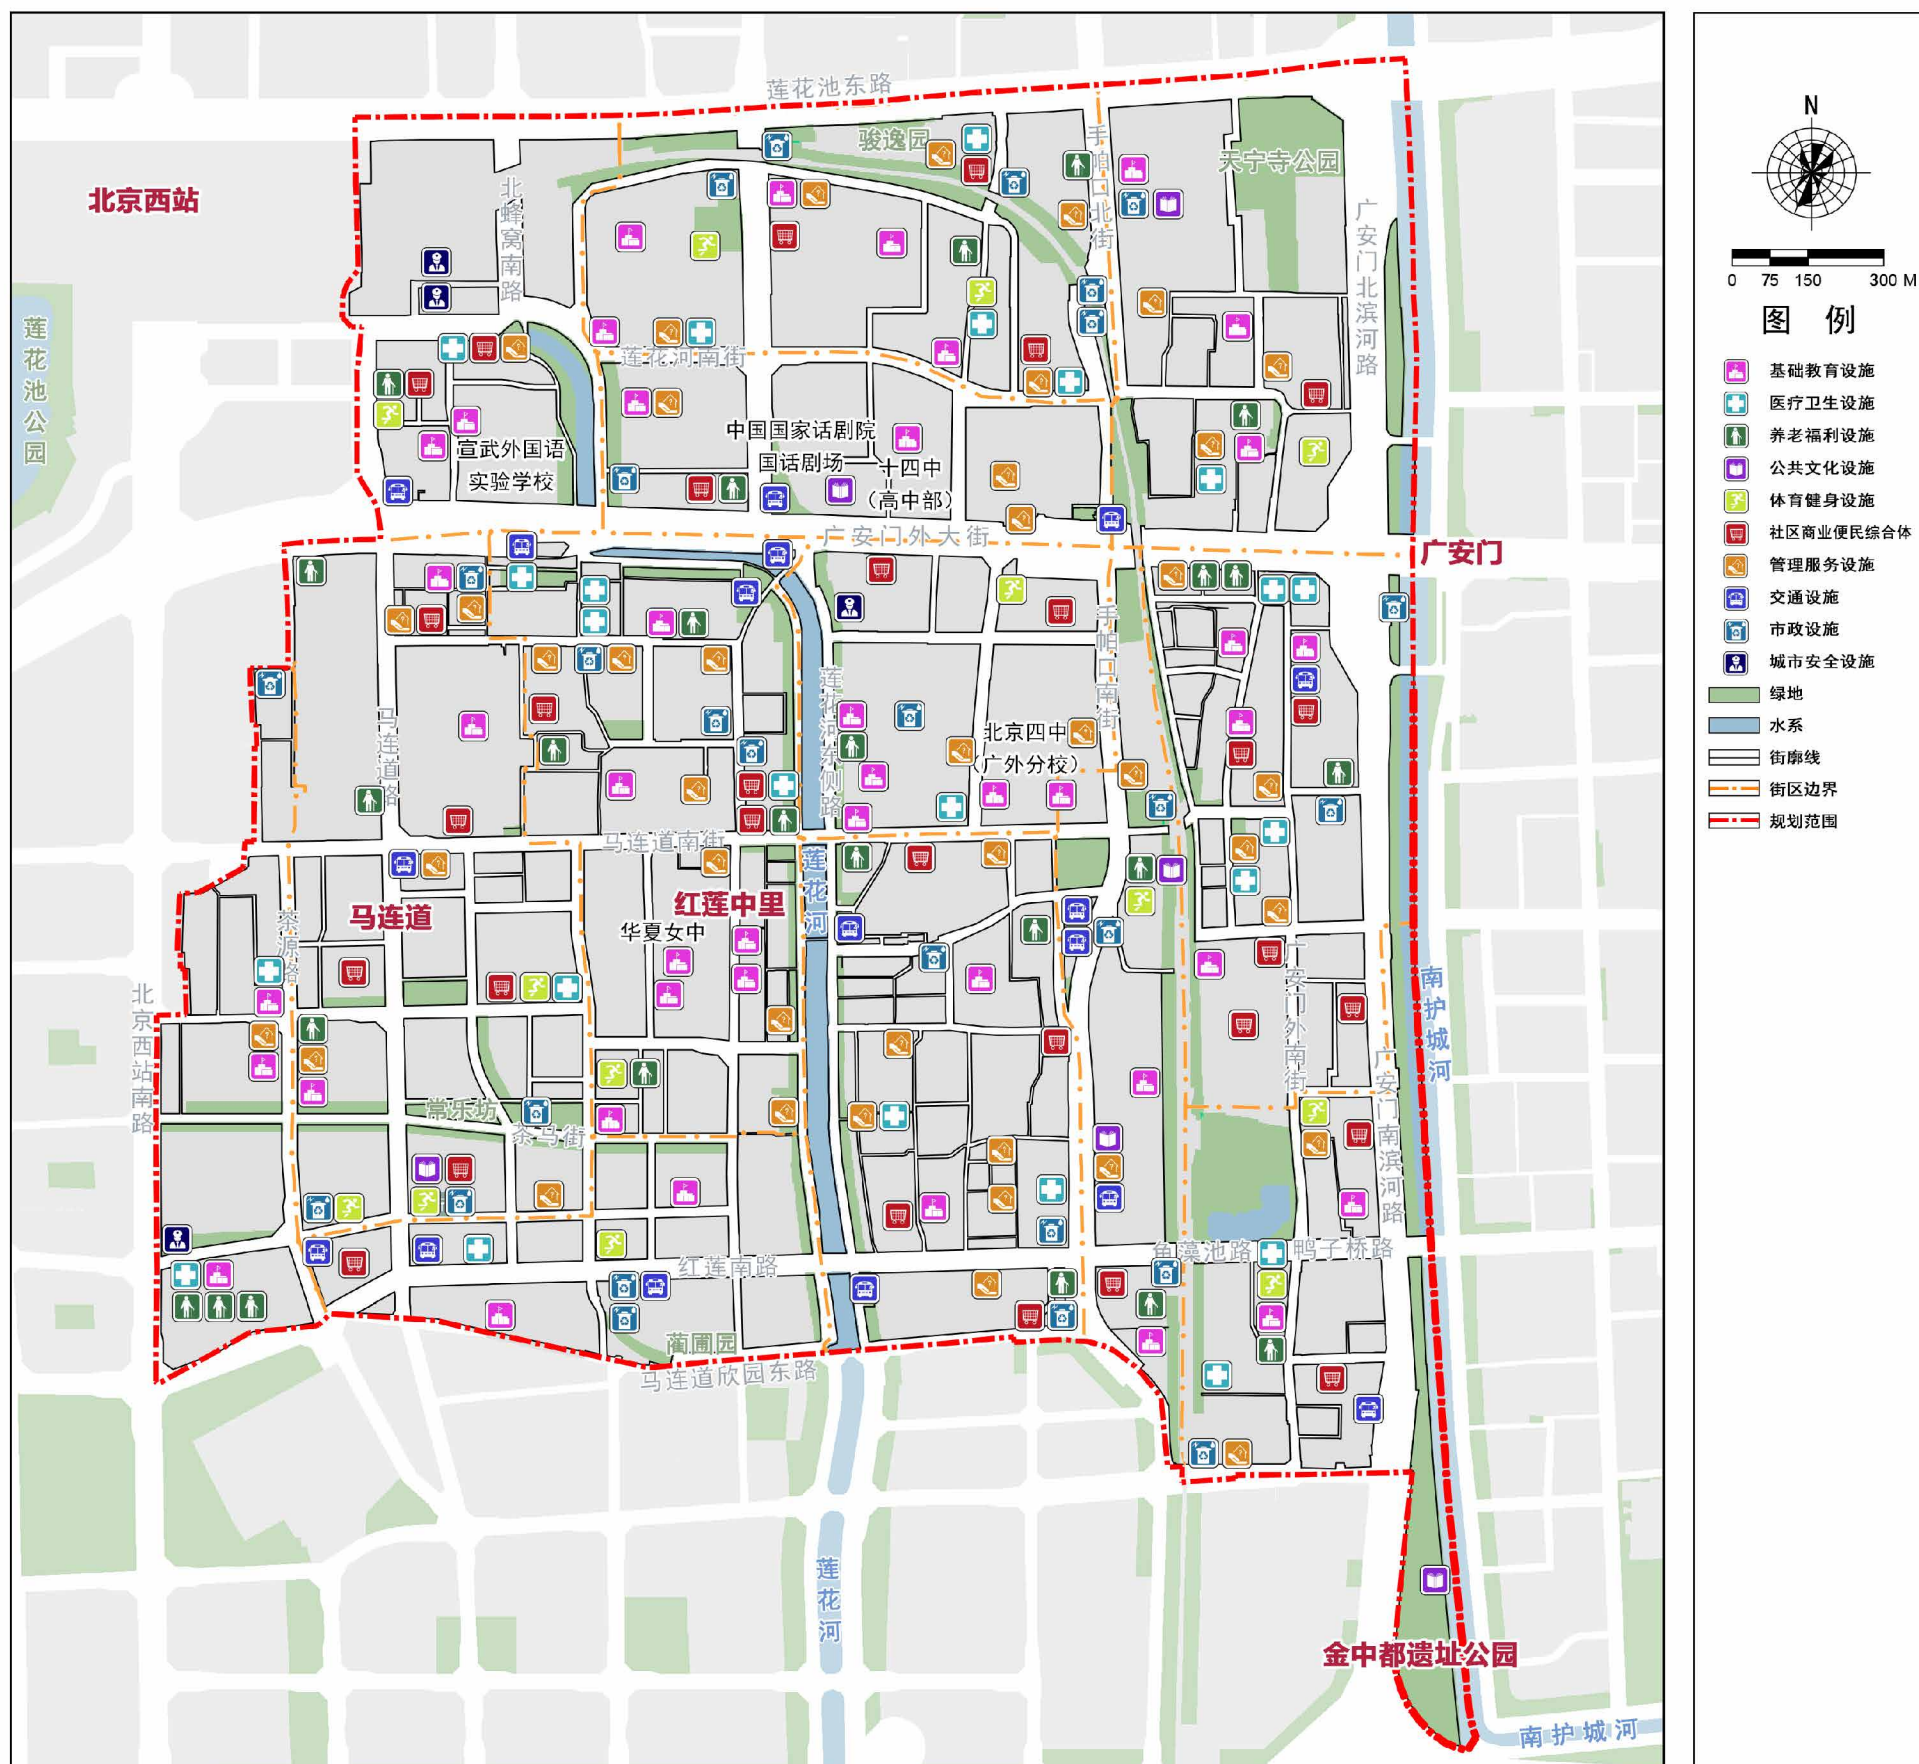 莲花池东路
骏逸园
手帕口北街
天宁寺公园
北京西站
北蜂窝南路
广安门北滨河路
莲花池公园
莲花河南街
中国国家话剧院
国话剧场
十四中
(高中部)
宣武外国语
实验学校
广安门外大街
广安门
手帕口南街
莲花河东侧路
马连道路
北京四中
(广外分校)
马连道南街
莲花河
红莲中里
马连道
华夏女中
茶源路
北京西站南路
广安门外南街
南护城河
广安门南滨河路
常乐坊
茶马街
红莲南路
鱼藻池路
鸭子桥路
蔺圃园
马连道欣园东路
莲花河
金中都遗址公园
南护城河
N
0 75 150 300 M
图例
基础教育设施
医疗卫生设施
养老福利设施
公共文化设施
体育健身设施
社区商业便民综合体
管理服务设施
交通设施
市政设施
城市安全设施
绿地
水系
街廓线
街区边界
规划范围